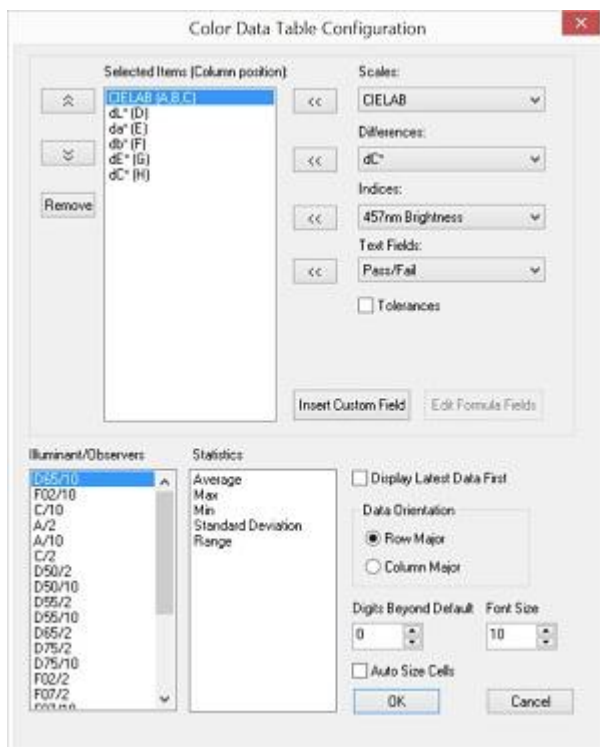 Color Data Table Configuration
Selected Items (Column position)
CIELAB (A,B,C)
dL* (D)
da* (E)
db* (F)
dE* (G)
dC* (H)
Remove
<<
<<
<<
<<
Scales:
CIELAB
Differences:
dC*
Indices:
457nm Brightness
Text Fields:
Pass/Fail
Tolerances
Insert Custom Field
Edit Formula Fields
Illuminant/Observers
D65/10
F02/10
C/10
A/2
A/10
C/2
D50/2
D50/10
D55/2
D55/10
D65/2
D75/2
D75/10
F02/2
F07/2
Statistics
Average
Max
Min
Standard Deviation
Range
Display Latest Data First
Data Orientation
Row Major
Column Major
Digits Beyond Default
Font Size
0
10
Auto Size Cells
OK
Cancel